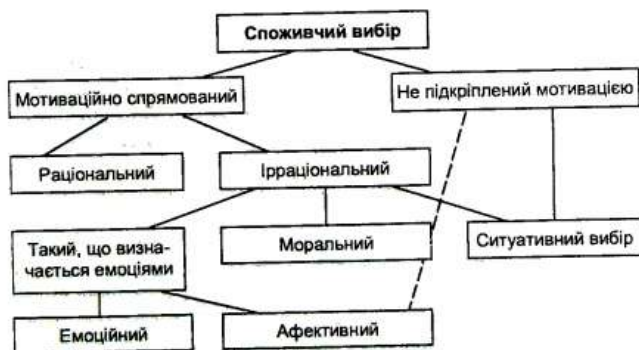 Споживчий вибір
Мотиваційно спрямований
Не підкріплений мотивацією
Раціональний
Ірраціональний
Такий, що визна-
чається емоціями
Моральний
Ситуативний вибір
Емоційний
Афективний